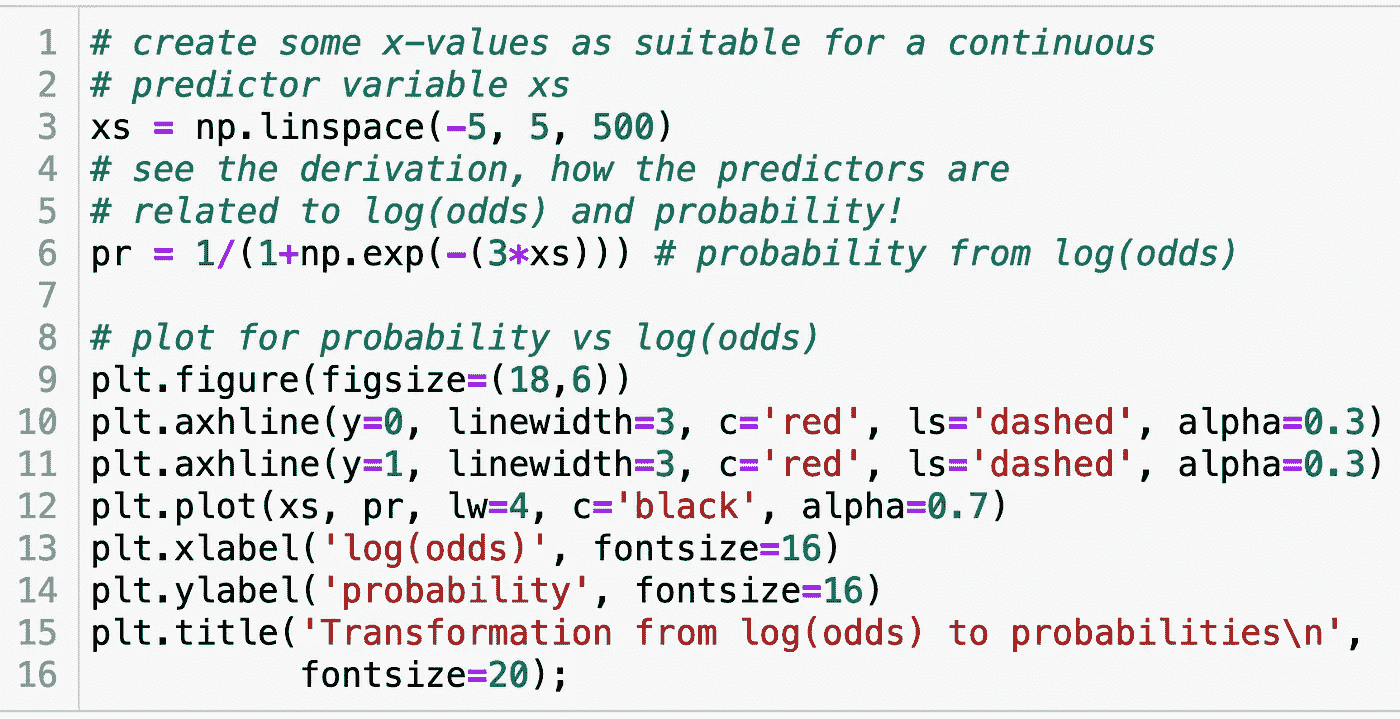 1 # create some x-values as suitable for a continuous
2 # predictor variable xs
3 xs = np.linspace(-5, 5, 500)
4 # see the derivation, how the predictors are
5 # related to log(odds) and probability!
6 pr = 1/(1+np.exp(-(3*xs))) # probability from log(odds)
7
8 # plot for probability vs log(odds)
9 plt.figure(figsize=(18,6))
10 plt.axhline(y=0, linewidth=3, c='red', ls='dashed', alpha=0.3)
11 plt.axhline(y=1, linewidth=3, c='red', ls='dashed', alpha=0.3)
12 plt.plot(xs, pr, lw=4, c='black', alpha=0.7)
13 plt.xlabel('log(odds)', fontsize=16)
14 plt.ylabel('probability', fontsize=16)
15 plt.title('Transformation from log(odds) to probabilities\n',
16           fontsize=20);